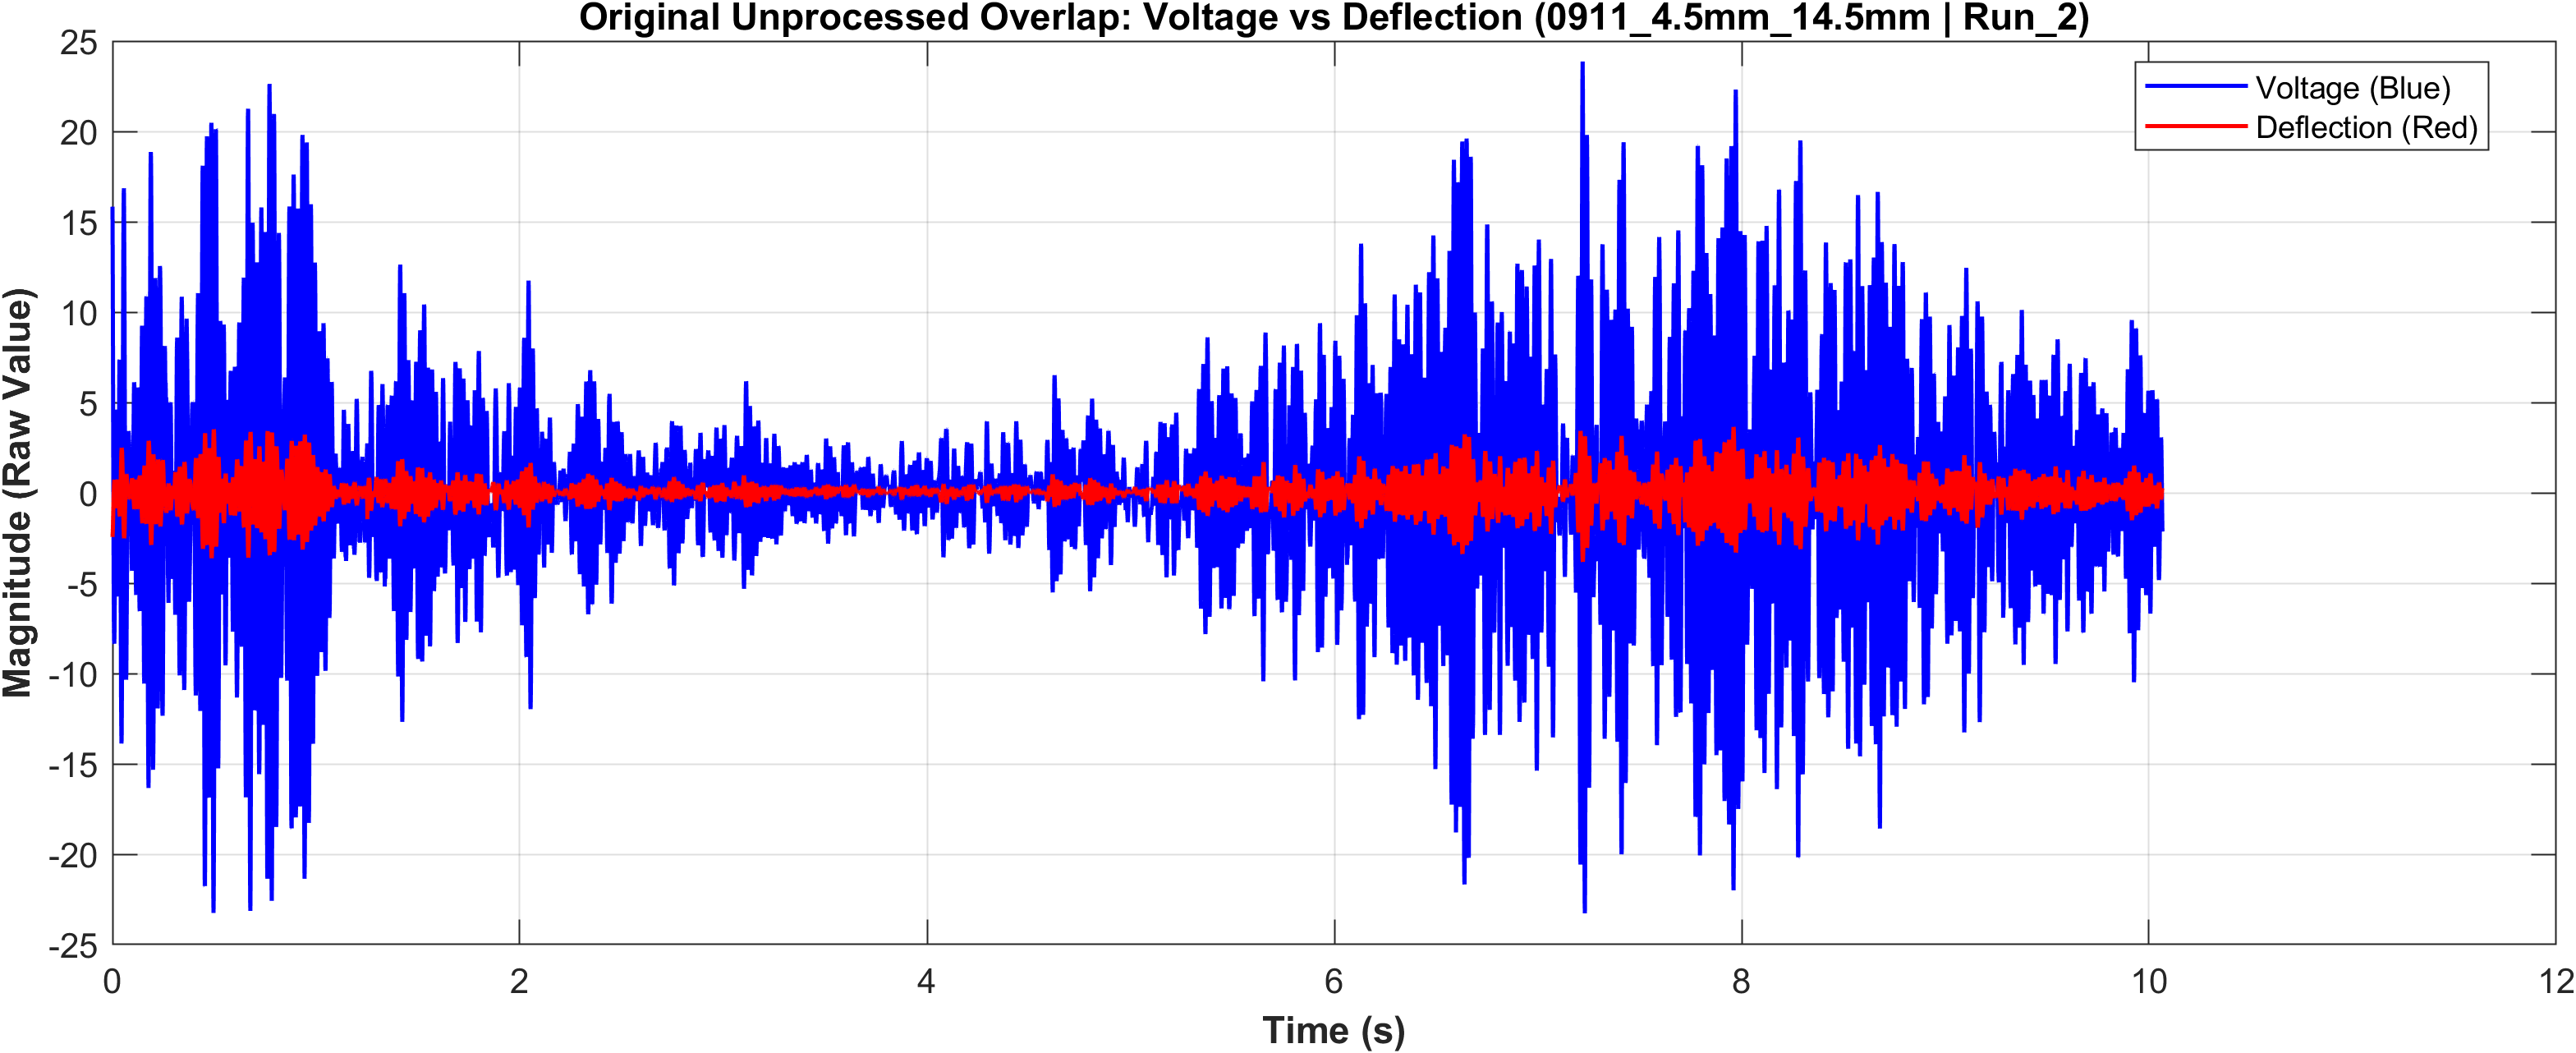 Original Unprocessed Overlap: Voltage vs Deflection (0911_4.5mm_14.5mm | Run_2)
25
20
15
10
5
0
-5
-10
-15
-20
-25
Magnitude (Raw Value)
Voltage (Blue)
Deflection (Red)
0 2 4 6 8 10 12
Time (s)